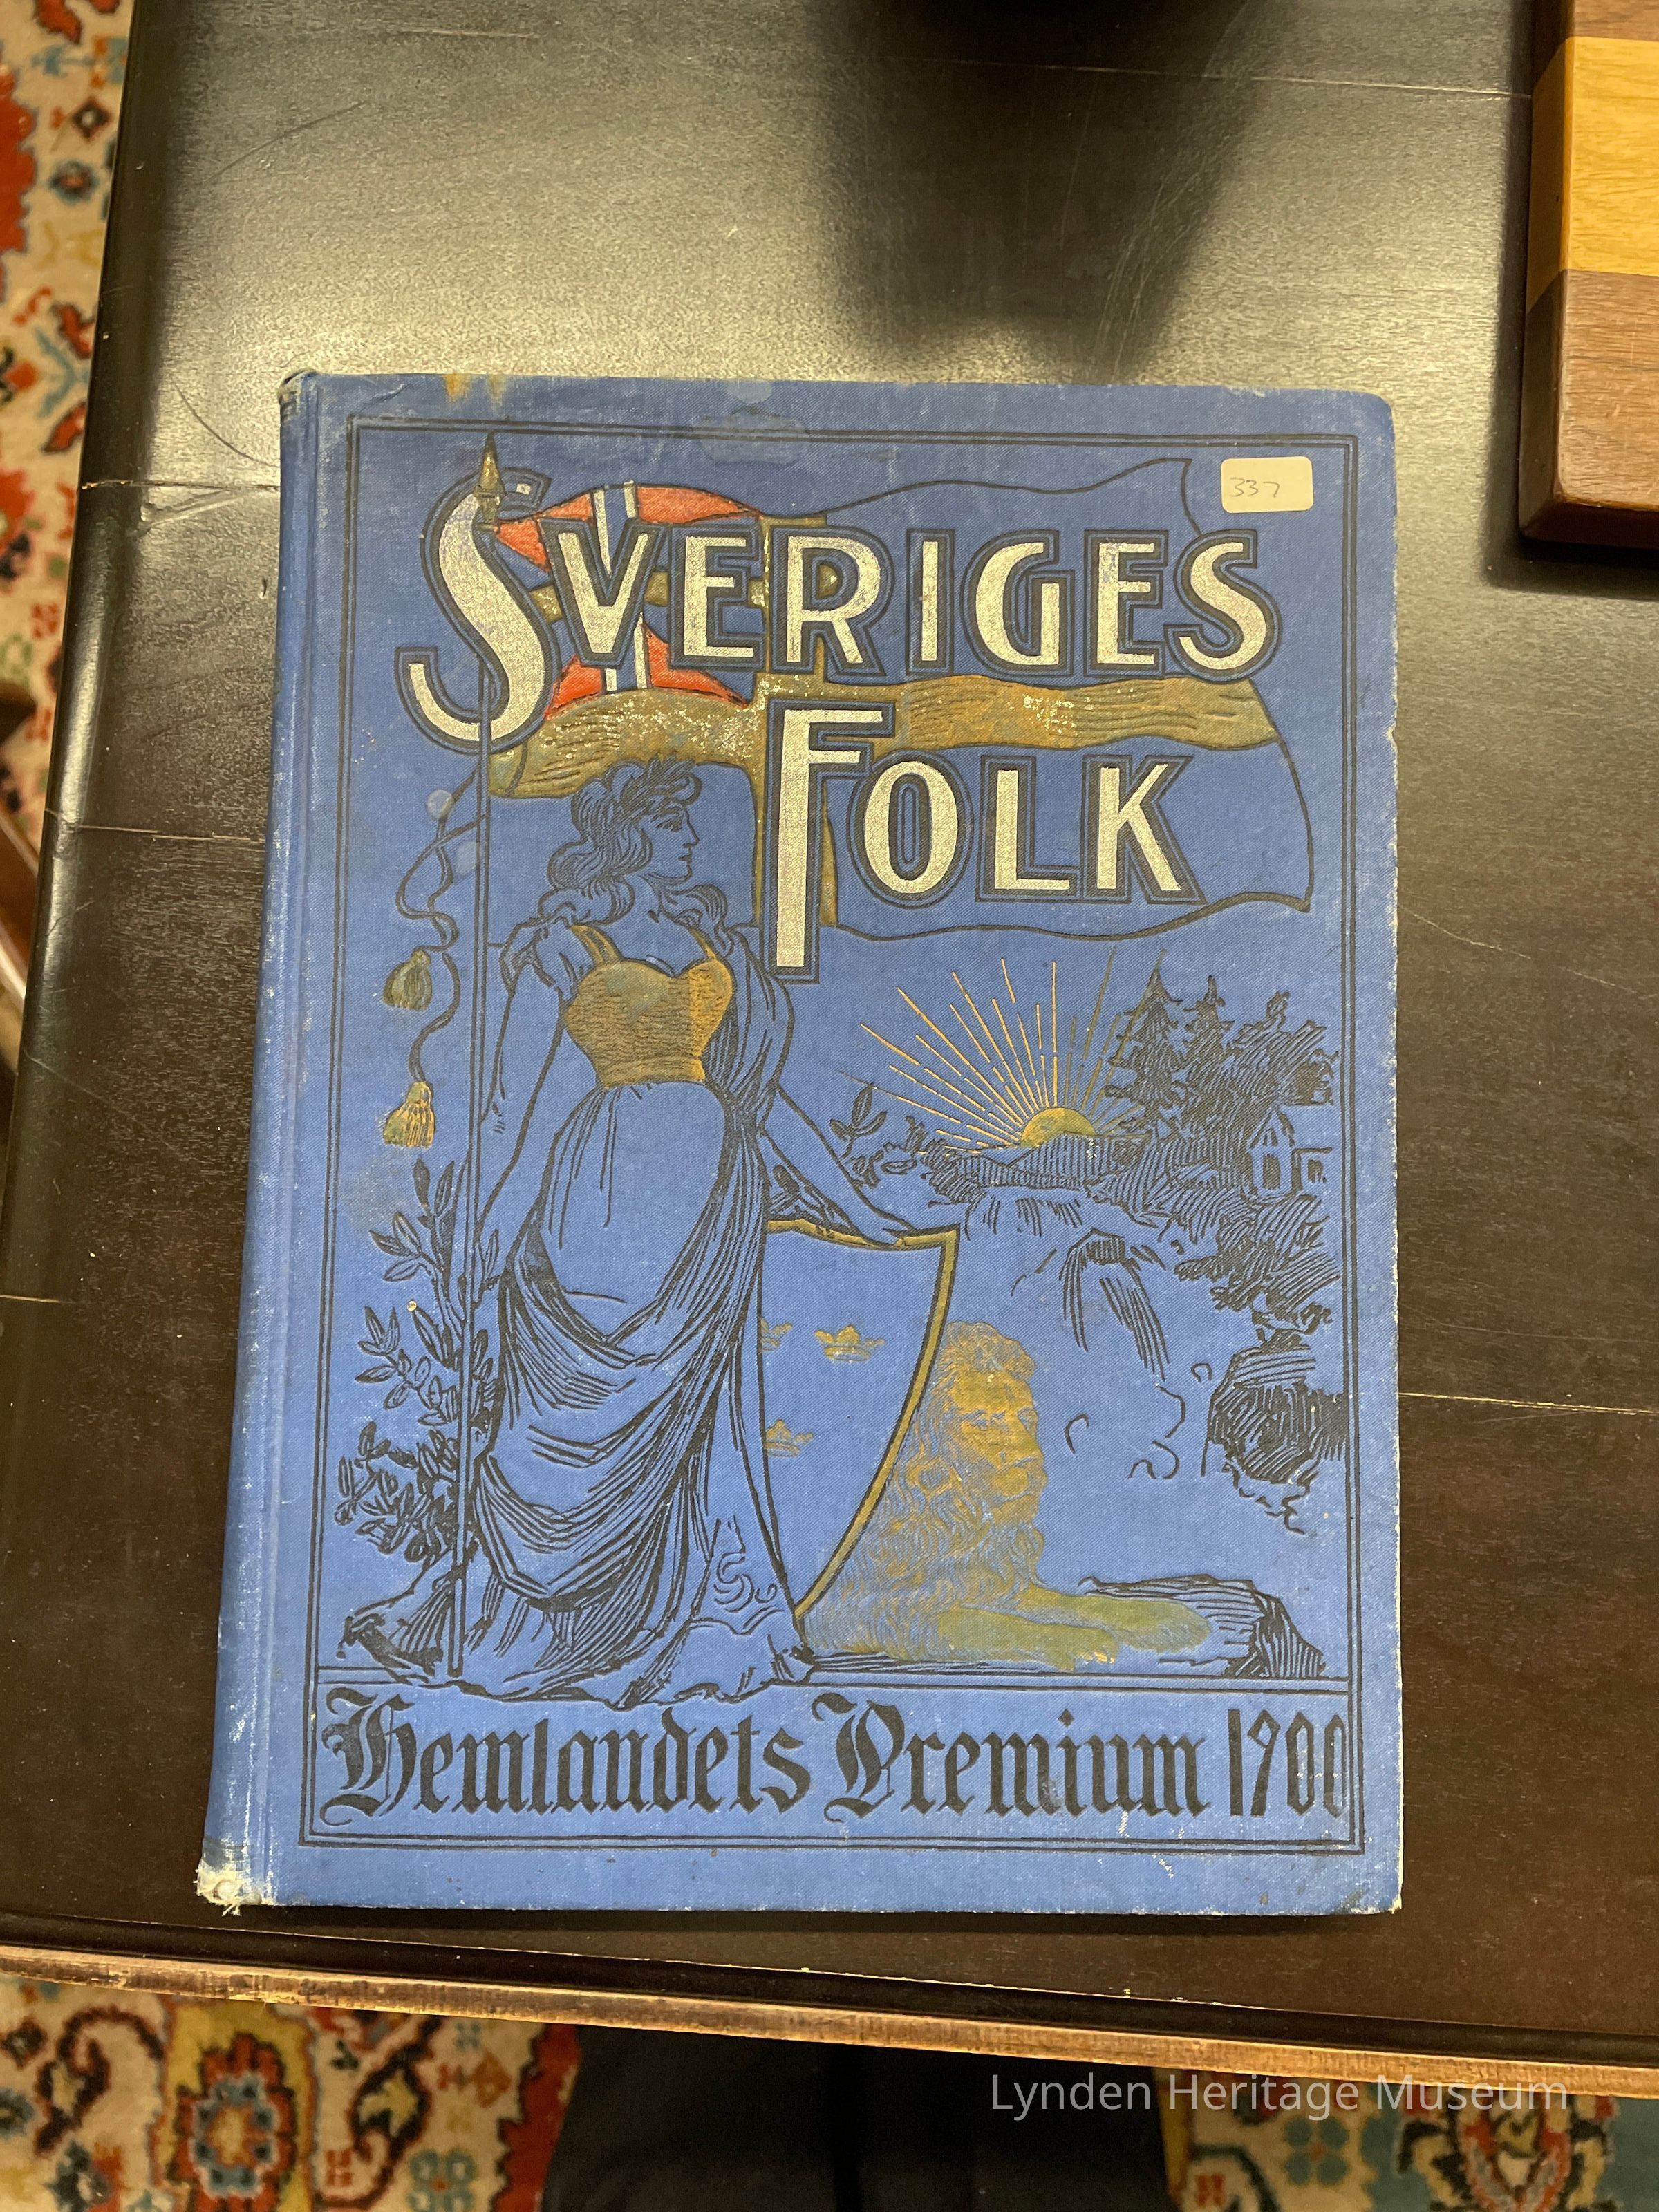 337
SVERIGES
FOLK
Hemlandets Premium 1900
Lynden Heritage Museum